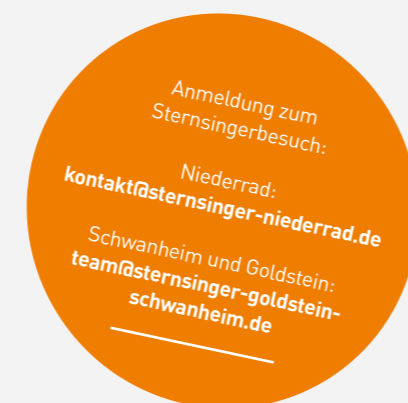 Anmeldung zum
Sternsingerbesuch:
Niederrad:
kontakt@sternsinger-niederrad.de
Schwanheim und Goldstein:
team@sternsinger-goldstein-
schwanheim.de